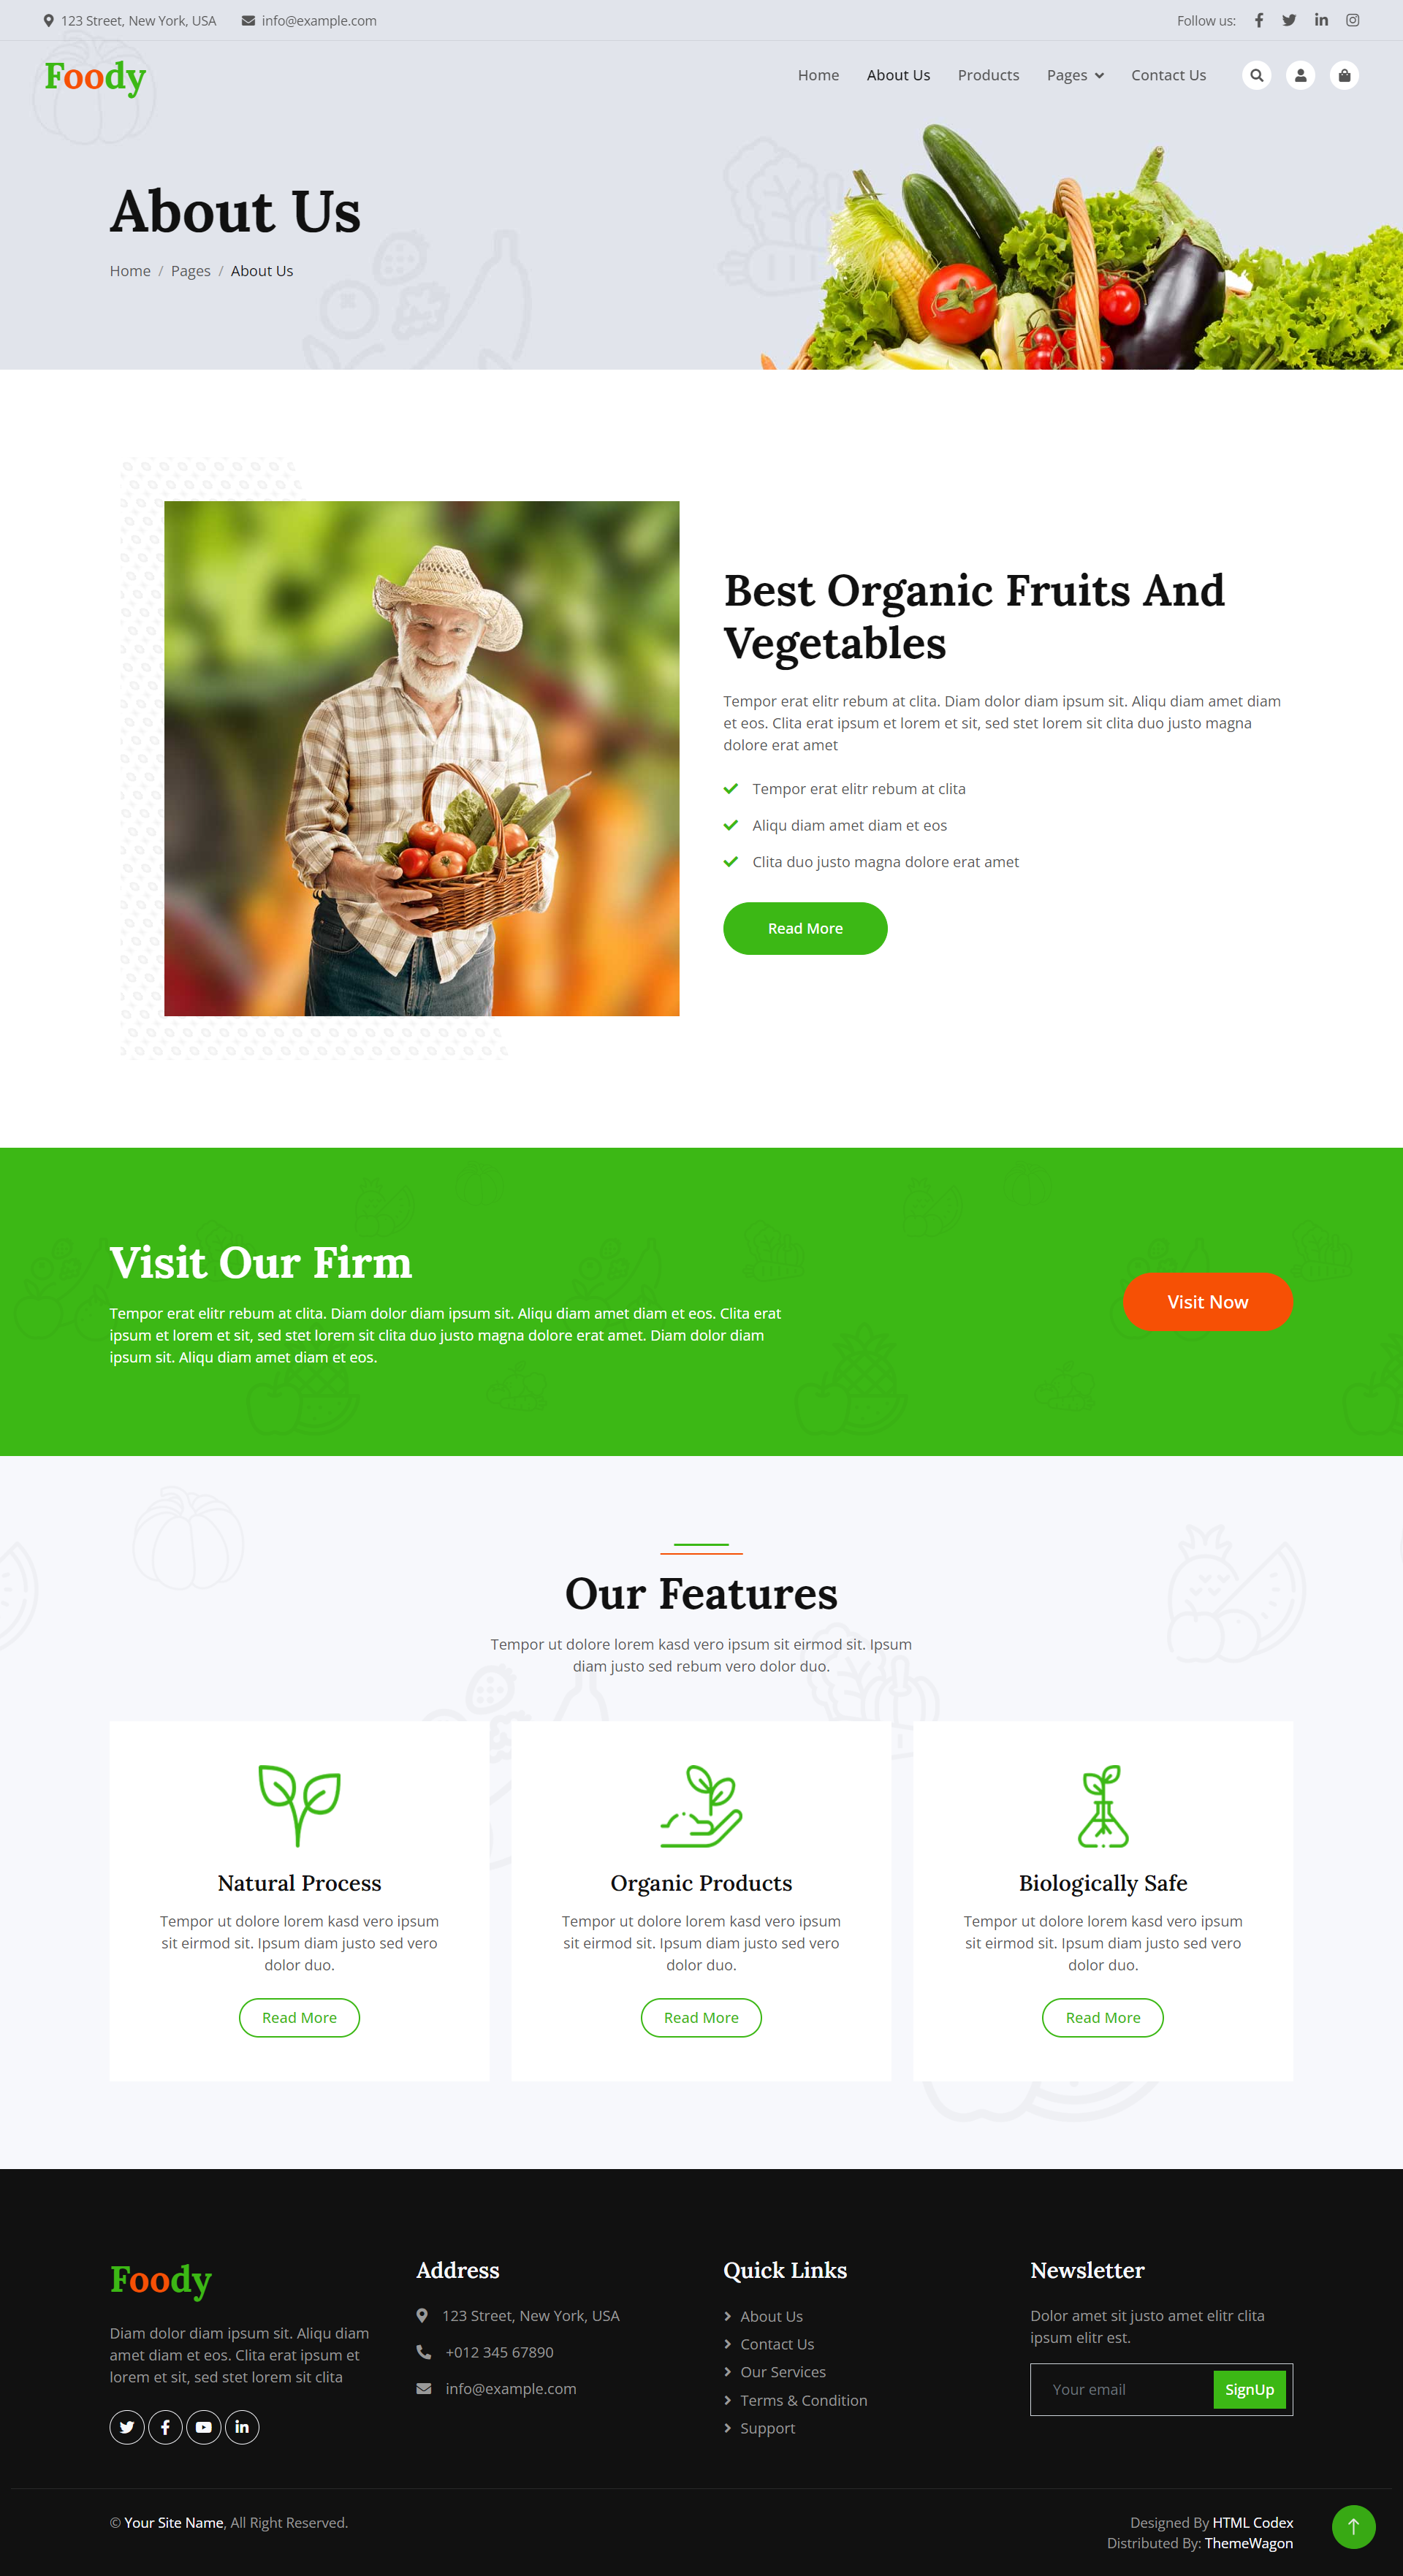 123 Street, New York, USA info@example.com Follow us:
Foody
Home About Us Products Pages Contact Us
About Us
Home / Pages / About Us
Best Organic Fruits And
Vegetables
Tempor erat elitr rebum at clita. Diam dolor diam ipsum sit. Aliqu diam amet diam
et eos. Clita erat ipsum et lorem et sit, sed stet lorem sit clita duo justo magna
dolore erat amet
Tempor erat elitr rebum at clita
Aliqu diam amet diam et eos
Clita duo justo magna dolore erat amet
Read More
Visit Our Firm
Tempor erat elitr rebum at clita. Diam dolor diam ipsum sit. Aliqu diam amet diam et eos. Clita erat
ipsum et lorem et sit, sed stet lorem sit clita duo justo magna dolore erat amet. Diam dolor diam
ipsum sit. Aliqu diam amet diam et eos.
Visit Now
Our Features
Tempor ut dolore lorem kasd vero ipsum sit eirmod sit. Ipsum
diam justo sed rebum vero dolor duo.
Natural Process
Tempor ut dolore lorem kasd vero ipsum
sit eirmod sit. Ipsum diam justo sed vero
dolor duo.
Read More
Organic Products
Tempor ut dolore lorem kasd vero ipsum
sit eirmod sit. Ipsum diam justo sed vero
dolor duo.
Read More
Biologically Safe
Tempor ut dolore lorem kasd vero ipsum
sit eirmod sit. Ipsum diam justo sed vero
dolor duo.
Read More
Foody
Diam dolor diam ipsum sit. Aliqu diam
amet diam et eos. Clita erat ipsum et
lorem et sit, sed stet lorem sit clita
Address
123 Street, New York, USA
+012 345 67890
info@example.com
Quick Links
About Us
Contact Us
Our Services
Terms & Condition
Support
Newsletter
Dolor amet sit justo amet elitr clita
ipsum elitr est.
Your email SignUp
© Your Site Name, All Right Reserved.
Designed By HTML Codex
Distributed By: ThemeWagon